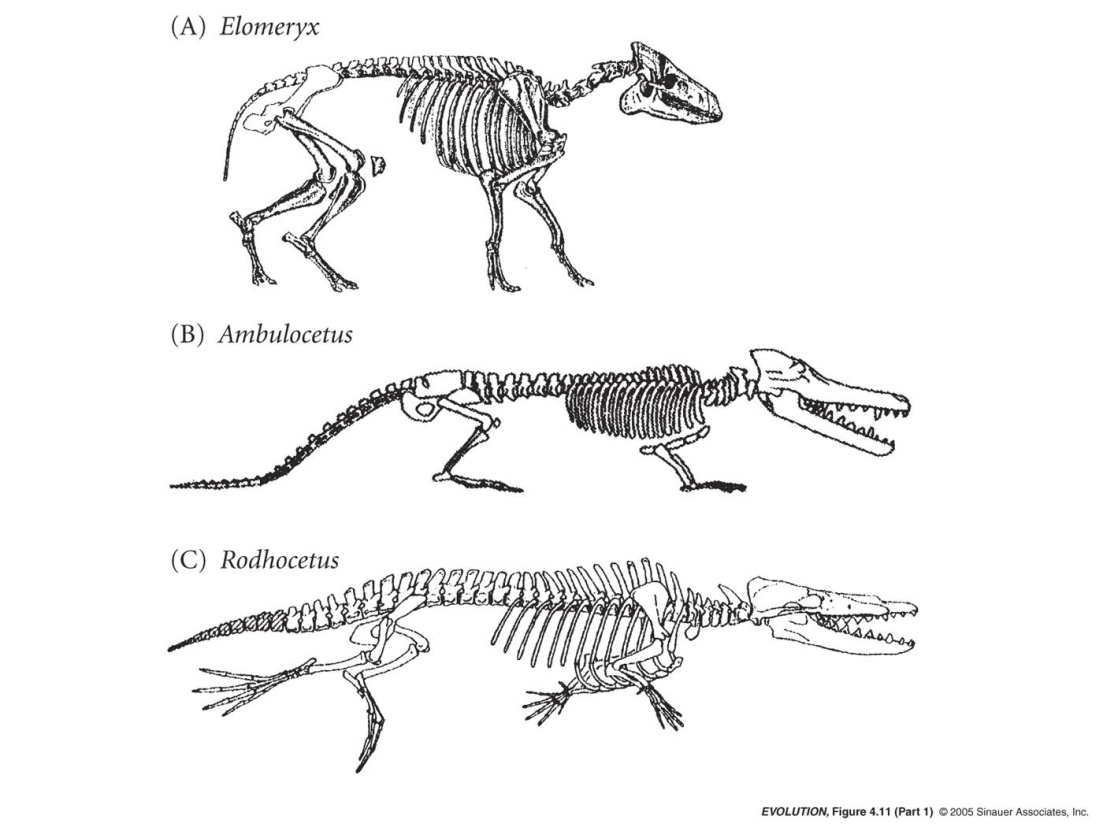 (A) Elomeryx
(B) Ambulocetus
(C) Rodhocetus
EVOLUTION, Figure 4.11 (Part 1) © 2005 Sinauer Associates, Inc.